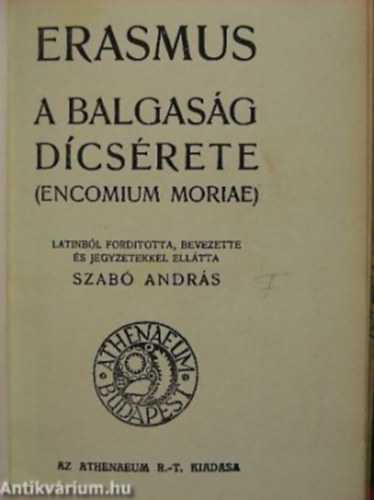 ERASMUS
A BALGASÁG
DÍCSÉRETE
(ENCOMIUM MORIAE)
LATINBÓL FORDITOTTA, BEVEZETTE
ÉS JEGYZETEKKEL ELLÁTTA
SZABÓ ANDRÁS
ATHENAEUM
BUDAPEST
AZ ATHENAEUM R.-T. KIADASA
Antikvárium.hu